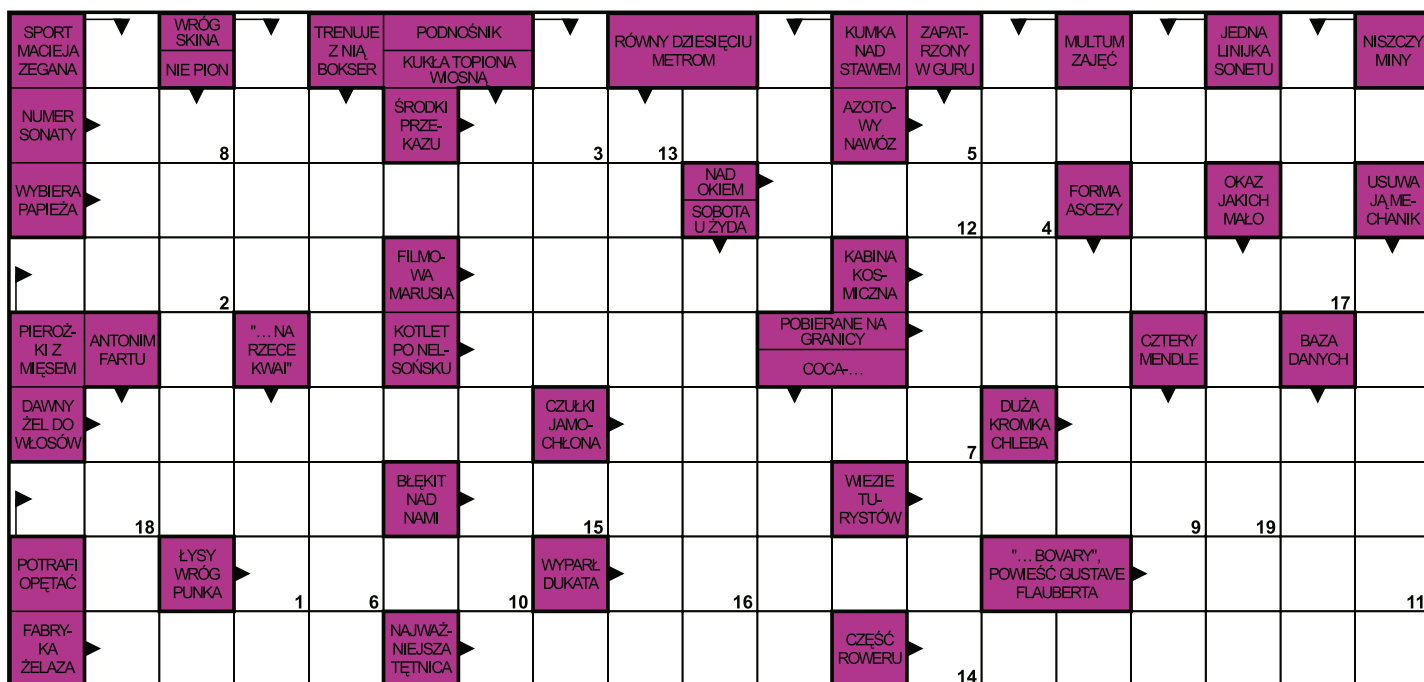 SPORT
MACIEJA
ZEGANA
WRÓG
SKINA
NIE PION
TRENUJE
Z NIĄ
BOKSER
PODNOŚNIK
KUKŁA TOPIONA
WIOSNĄ
RÓWNY DZIESIĘCIU
METROM
KUMKA
NAD
STAWEM
ZAPAT-
RZONY
W GURU
MULTUM
ZAJĘĆ
JEDNA
LINIJKA
SONETU
NISZCZY
MINY
NUMER
SONATY
8
ŚRODKI
PRZE-
KAZU
3
13
AZOTO-
WY
NAWÓZ
5
WYBIERA
PAPIEŻA
NAD
OKIEM
SOBOTA
U ŻYDA
12
4
FORMA
ASCEZY
OKAZ
JAKICH
MAŁO
USUWA
JĄ ME-
CHANIK
2
FILMO-
WA
MARUSIA
KABINA
KOS-
MICZNA
17
PIEROŻ-
KI Z
MIĘSEM
ANTONIM
FARTU
"... NA
RZECE
KWAI"
KOTLET
PO NEL-
SOŃSKU
POBIERANE NA
GRANICY
COCA-...
CZTERY
MENDLE
BAZA
DANYCH
DAWNY
ŻEL DO
WŁOSÓW
CZUŁKI
JAMO-
CHŁONA
7
DUŻA
KROMKA
CHLEBA
18
BŁĘKIT
NAD
NAMI
15
WIEZIE
TU-
RYSTÓW
9
19
POTRAFI
OPĘTAĆ
ŁYSY
WRÓG
PUNKA
1
6
10
WYPARŁ
DUKATA
16
"... BOVARY",
POWIEŚĆ GUSTAVE
FLAUBERTA
11
FABRY-
KA
ŻELAZA
NAJWAŻ-
NIEJSZA
TĘTNICA
CZĘŚĆ
ROWERU
14